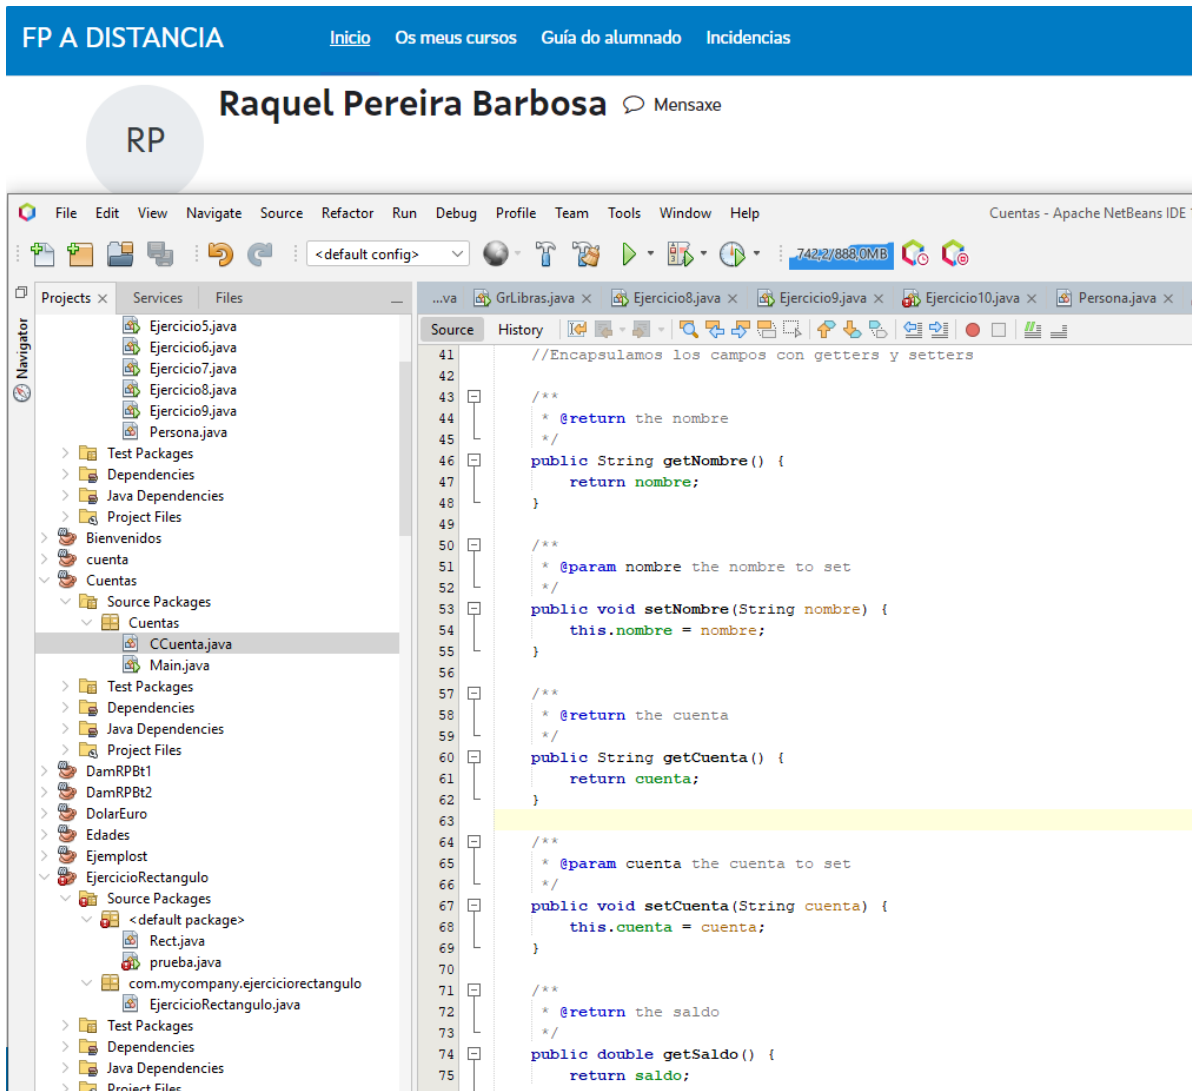 FP A DISTANCIA Inicio Os meus cursos Guía do alumnado Incidencias
RP
Raquel Pereira Barbosa Mensaxe
File Edit View Navigate Source Refactor Run Debug Profile Team Tools Window Help Cuentas - Apache NetBeans IDE
<default config> 742,2/888,0MB
Projects Services Files
...va GrLibras.java Ejercicio8.java Ejercicio9.java Ejercicio10.java Persona.java
Source History
Navigator
Ejercicio5.java
Ejercicio6.java
Ejercicio7.java
Ejercicio8.java
Ejercicio9.java
Persona.java
Test Packages
Dependencies
Java Dependencies
Project Files
Bienvenidos
cuenta
Cuentas
Source Packages
Cuentas
CCuenta.java
Main.java
Test Packages
Dependencies
Java Dependencies
Project Files
DamRPBt1
DamRPBt2
DolarEuro
Edades
Ejemplost
EjercicioRectangulo
Source Packages
<default package>
Rect.java
prueba.java
com.mycompany.ejerciciorectangulo
EjercicioRectangulo.java
Test Packages
Dependencies
Java Dependencies
Project Files
41 //Encapsulamos los campos con getters y setters
42
43 /**
44 * @return the nombre
45 */
46 public String getNombre() {
47 return nombre;
48 }
49
50 /**
51 * @param nombre the nombre to set
52 */
53 public void setNombre(String nombre) {
54 this.nombre = nombre;
55 }
56
57 /**
58 * @return the cuenta
59 */
60 public String getCuenta() {
61 return cuenta;
62 }
63
64 /**
65 * @param cuenta the cuenta to set
66 */
67 public void setCuenta(String cuenta) {
68 this.cuenta = cuenta;
69 }
70
71 /**
72 * @return the saldo
73 */
74 public double getSaldo() {
75 return saldo;